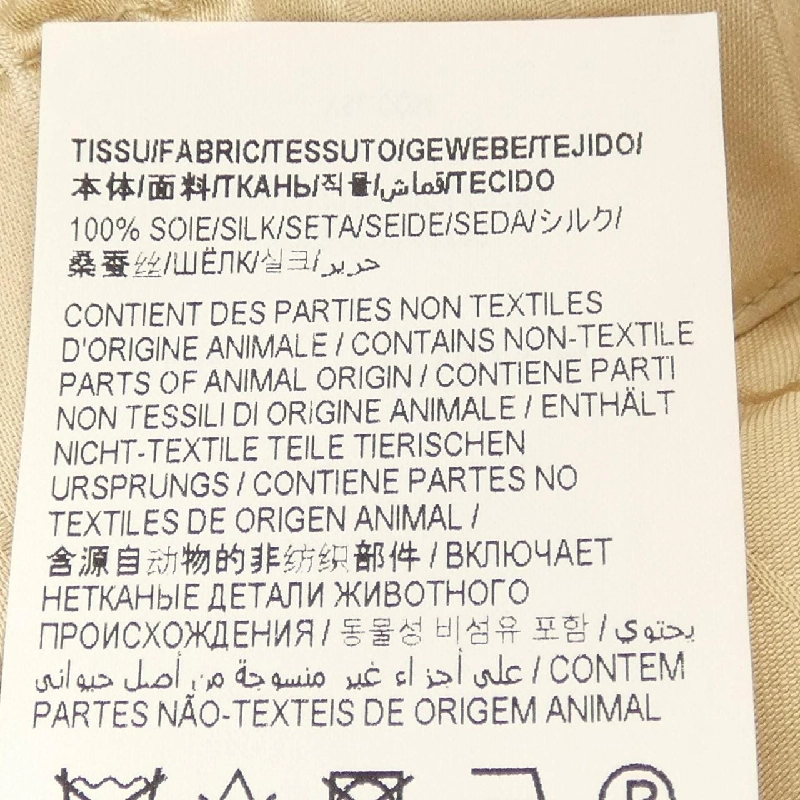 TISSU/FABRIC/TESSUTO/GEWEBE/TEJIDO/
本体/面料/ТКАНЬ/직물/قماش/TECIDO
100% SOIE/SILK/SETA/SEIDE/SEDA/シルク/
桑蚕丝/ШЁЛК/실크/حرير
CONTIENT DES PARTIES NON TEXTILES
D'ORIGINE ANIMALE / CONTAINS NON-TEXTILE
PARTS OF ANIMAL ORIGIN / CONTIENE PARTI
NON TESSILI DI ORIGINE ANIMALE / ENTHÄLT
NICHT-TEXTILE TEILE TIERISCHEN
URSPRUNGS / CONTIENE PARTES NO
TEXTILES DE ORIGEN ANIMAL /
含源自动物的非纺织部件 / ВКЛЮЧАЕТ
НЕТКАНЫЕ ДЕТАЛИ ЖИВОТНОГО
ПРОИСХОЖДЕНИЯ / 동물성 비섬유 포함 / يحتوي
على أجزاء غير منسوجة من أصل حيواني / CONTEM
PARTES NÃO-TEXTEIS DE ORIGEM ANIMAL
P